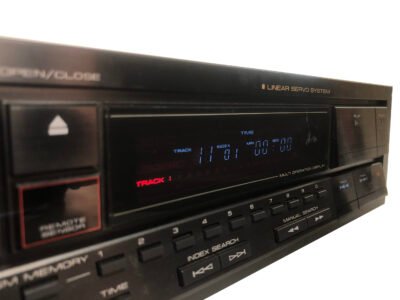 OPEN/CLOSE
LINEAR SERVO SYSTEM
TIME
TRACK INDEX MIN SEC
11 01 00:00
TRACK
MULTI OPERATION DISPLAY
REMOTE
SENSOR
1 2 3 4 5 6 7 8 9 0
MEMORY
INDEX SEARCH
MANUAL SEARCH
TIME